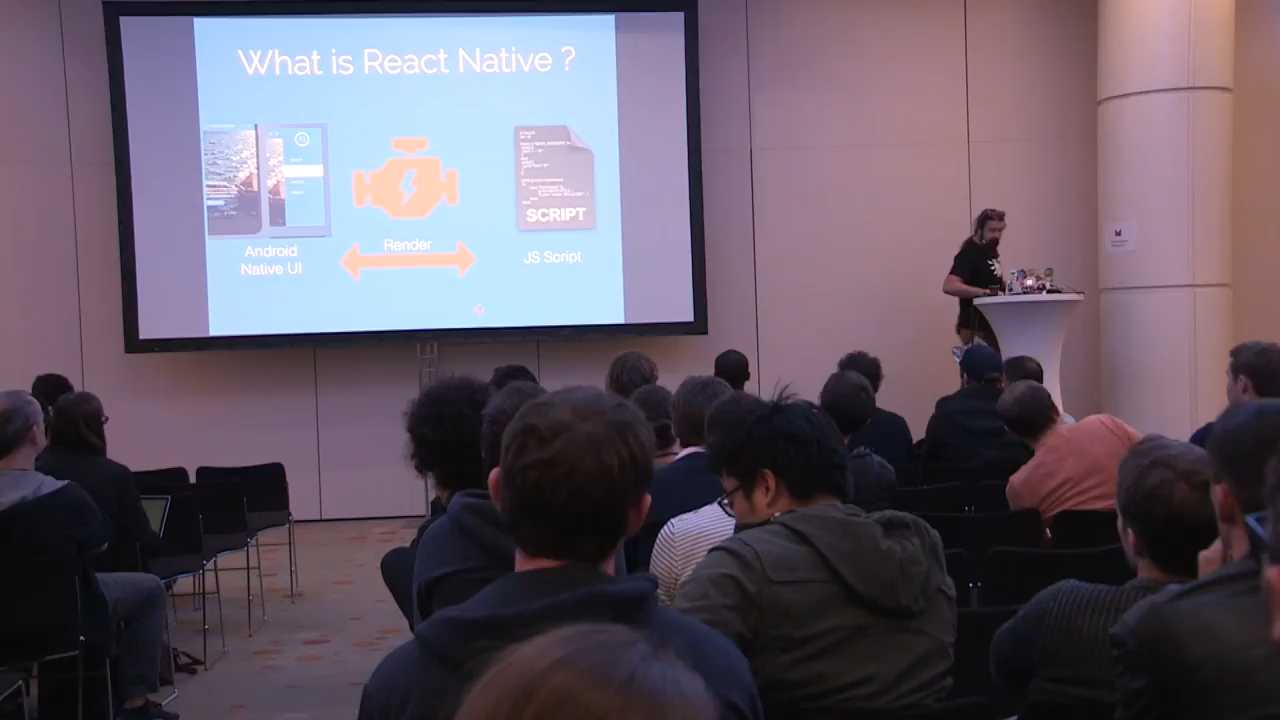 What is React Native ?
SCRIPT
Android
Native UI
Render
JS Script